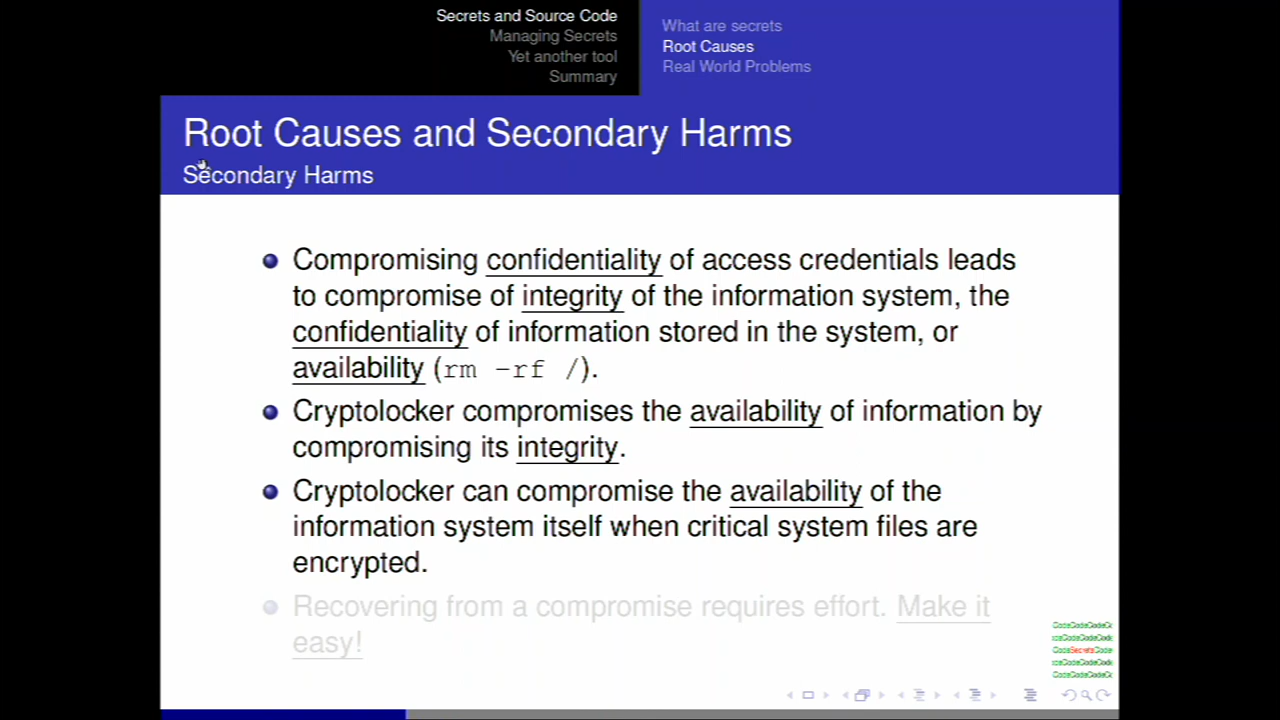 Secrets and Source Code
Managing Secrets
Yet another tool
Summary
What are secrets
Root Causes
Real World Problems
Root Causes and Secondary Harms
Secondary Harms
Compromising confidentiality of access credentials leads
to compromise of integrity of the information system, the
confidentiality of information stored in the system, or
availability (rm -rf /).
Cryptolocker compromises the availability of information by
compromising its integrity.
Cryptolocker can compromise the availability of the
information system itself when critical system files are
encrypted.
Recovering from a compromise requires effort. Make it
easy!
CodeCodeCodeCo
CodeSecretsCode